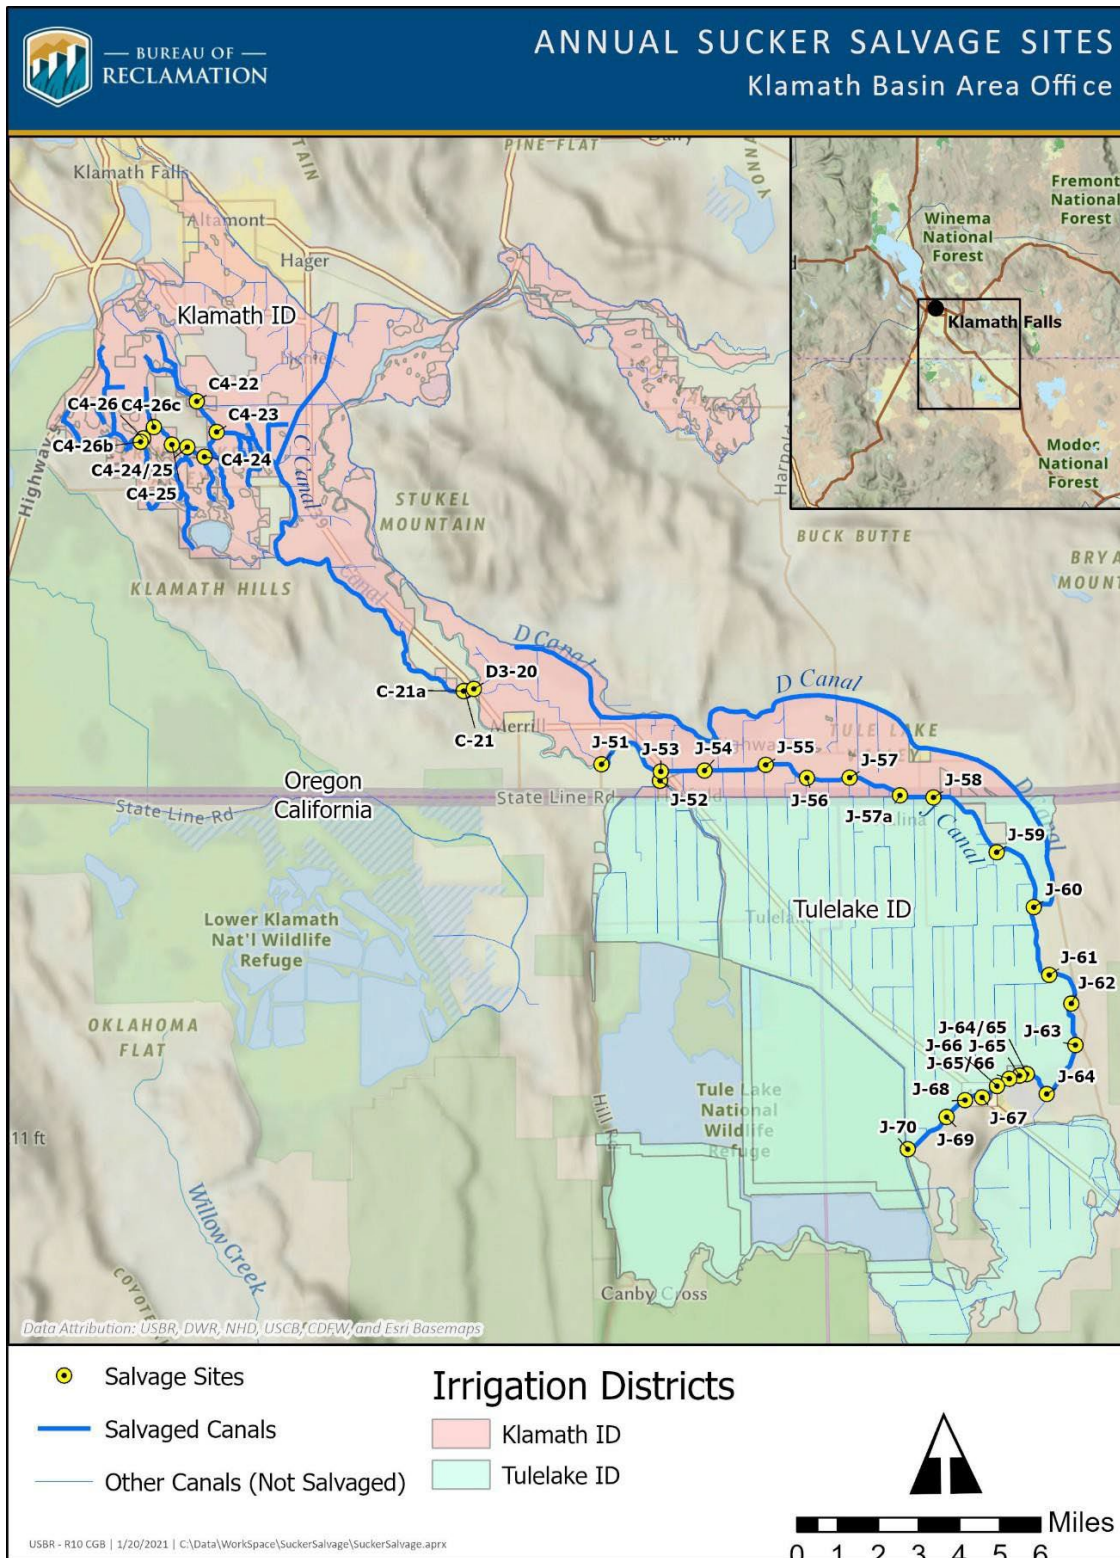 BUREAU OF
RECLAMATION
ANNUAL SUCKER SALVAGE SITES
Klamath Basin Area Office
PINE FLAT
Klamath Falls
Altamont
Hager
Klamath ID
Fremont
National
Forest
Winema
National
Forest
Klamath Falls
Modoc
National
Forest
C4-22
C4-26
C4-26c
C4-23
C4-26b
C4-24
C4-24/25
C4-25
C Canal
39
Canal
STUKEL
MOUNTAIN
BUCK BUTTE
KLAMATH HILLS
D Canal
D Canal
D Canal
D3-20
C-21a
C-21
Merrill
TULE LAKE
J-51
J-53
J-54
J-55
J-57
J-58
J-52
J-56
J-57a
J Canal
J-59
Oregon
California
State Line Rd
State Line Rd
J-60
Tulelake ID
Lower Klamath
Nat'l Wildlife
Refuge
J-61
J-62
OKLAHOMA
FLAT
J-64/65
J-66
J-65
J-63
J-65/66
J-64
J-68
J-67
J-70
J-69
Tule Lake
National
Wildlife
Refuge
11 ft
Willow Creek
Canby Cross
Data Attribution: USBR, DWR, NHD, USCB, CDFW, and Esri Basemaps
Salvage Sites
Salvaged Canals
Other Canals (Not Salvaged)
Irrigation Districts
Klamath ID
Tulelake ID
Miles
0 1 2 3 4 5 6
USBR - R10 CGB | 1/20/2021 | C:\Data\WorkSpace\SuckerSalvage\SuckerSalvage.aprx